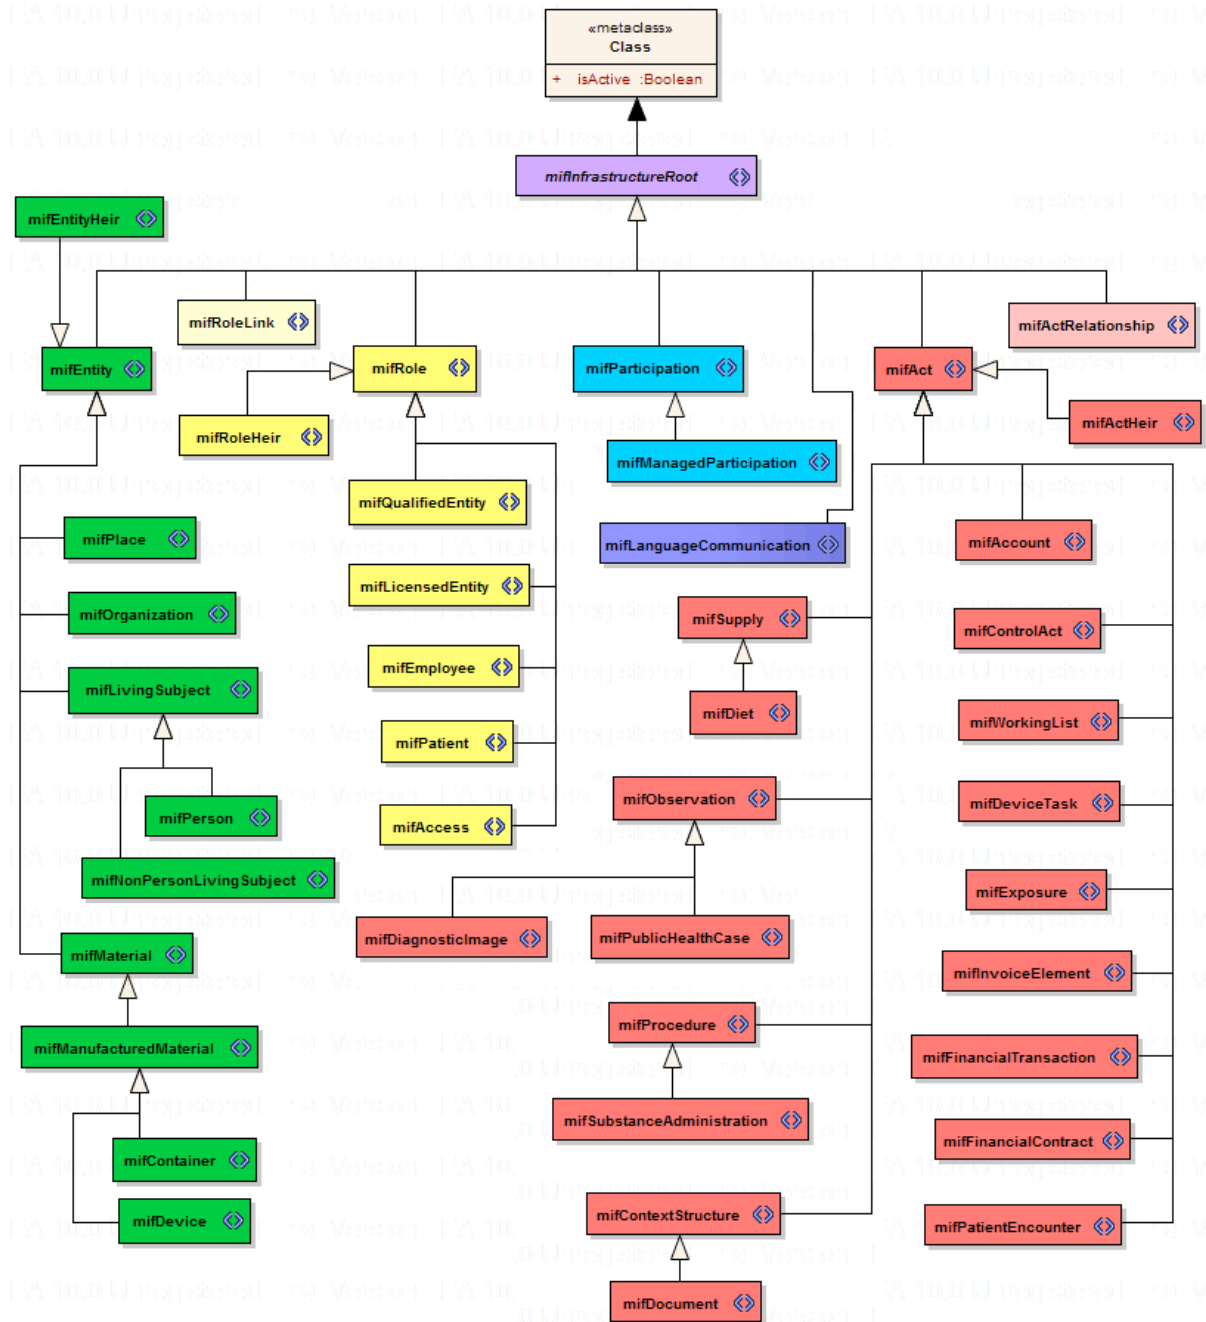 «metaclass»
Class
+ isActive :Boolean
mifInfrastructureRoot
mifEntityHeir
mifRoleLink
mifActRelationship
mifEntity
mifRole
mifParticipation
mifAct
mifRoleHeir
mifActHeir
mifManagedParticipation
mifQualifiedEntity
mifPlace
mifLanguageCommunication
mifAccount
mifLicensedEntity
mifOrganization
mifSupply
mifControlAct
mifEmployee
mifLivingSubject
mifDiet
mifWorkingList
mifPatient
mifObservation
mifDeviceTask
mifPerson
mifAccess
mifNonPersonLivingSubject
mifExposure
mifDiagnosticImage
mifPublicHealthCase
mifMaterial
mifInvoiceElement
mifProcedure
mifManufacturedMaterial
mifFinancialTransaction
mifSubstanceAdministration
mifFinancialContract
mifContainer
mifContextStructure
mifDevice
mifPatientEncounter
mifDocument